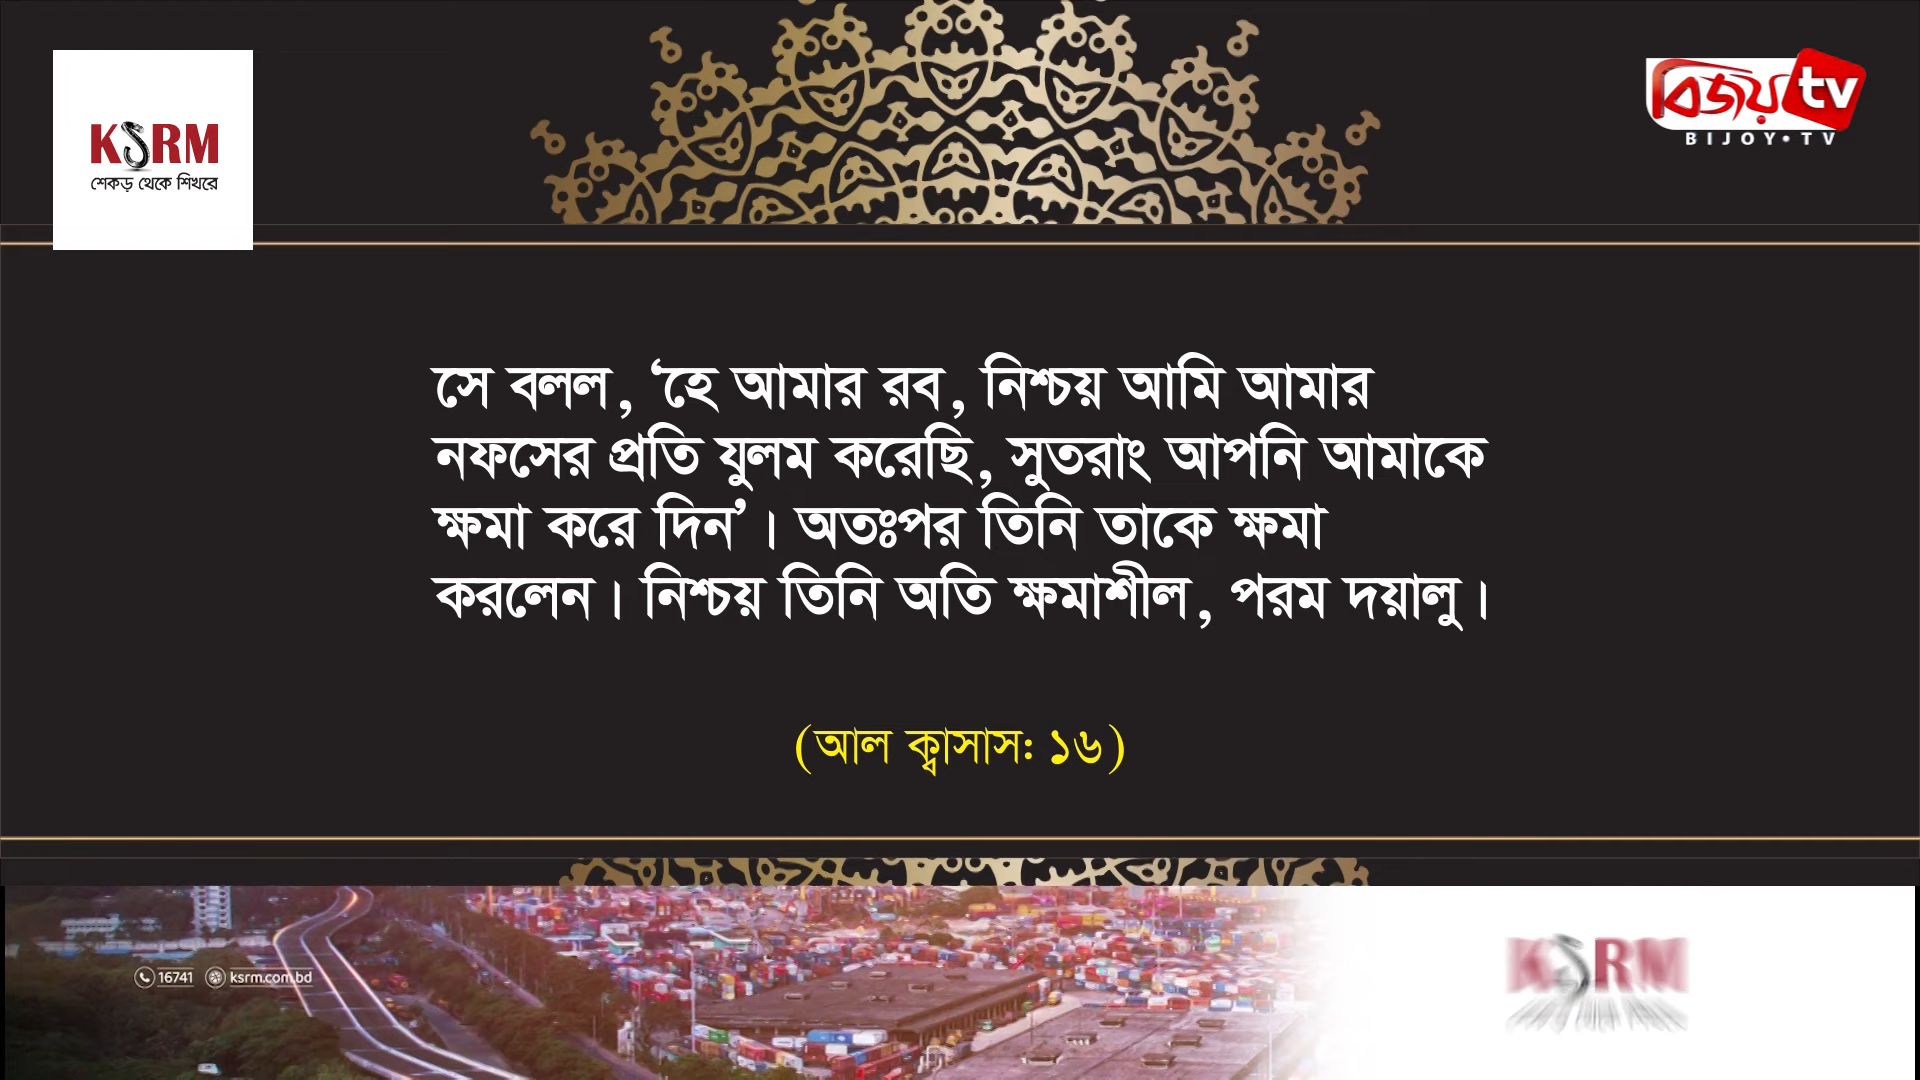 KSRM
শেকড় থেকে শিখরে
বিজয় tv
BIJOY•TV
সে বলল, ‘হে আমার রব, নিশ্চয় আমি আমার
নফসের প্রতি যুলম করেছি, সুতরাং আপনি আমাকে
ক্ষমা করে দিন’। অতঃপর তিনি তাকে ক্ষমা
করলেন। নিশ্চয় তিনি অতি ক্ষমাশীল, পরম দয়ালু।
(আল ক্বাসাস: ১৬)
16741 ksrm.com.bd
KSRM